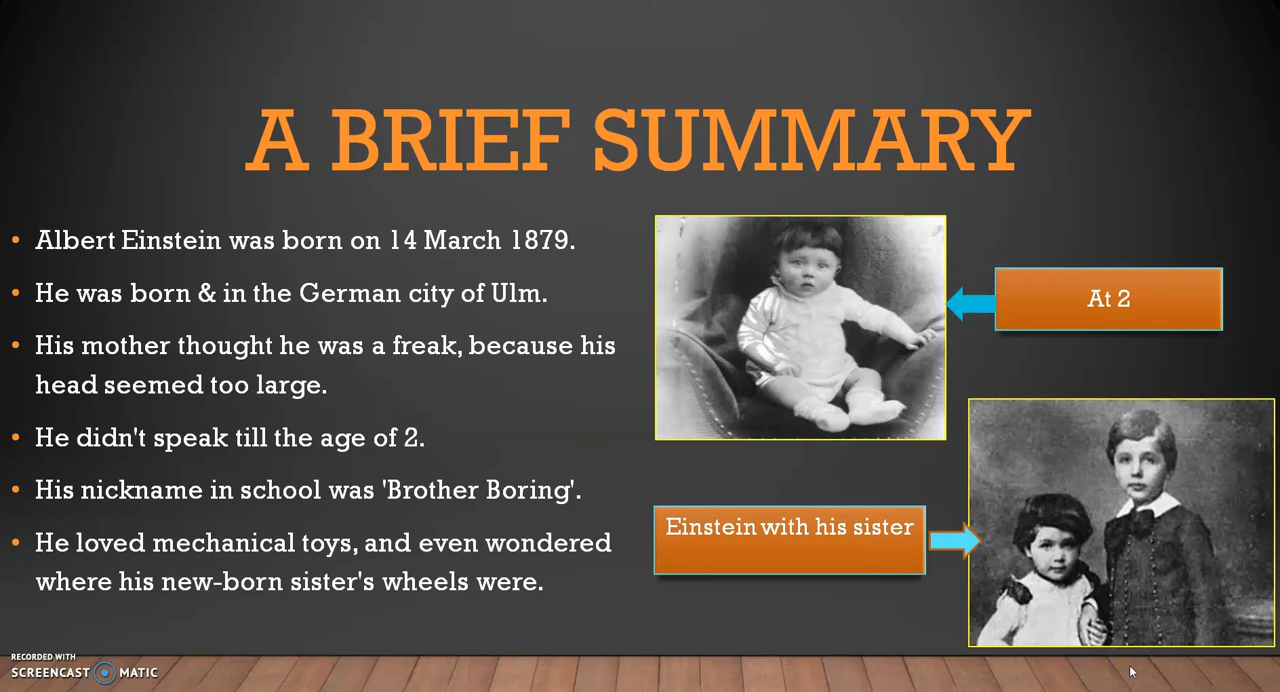 A BRIEF SUMMARY
Albert Einstein was born on 14 March 1879.
He was born & in the German city of Ulm.
His mother thought he was a freak, because his
head seemed too large.
He didn't speak till the age of 2.
His nickname in school was 'Brother Boring'.
He loved mechanical toys, and even wondered
where his new-born sister's wheels were.
At 2
Einstein with his sister
RECORDED WITH
SCREENCAST MATIC